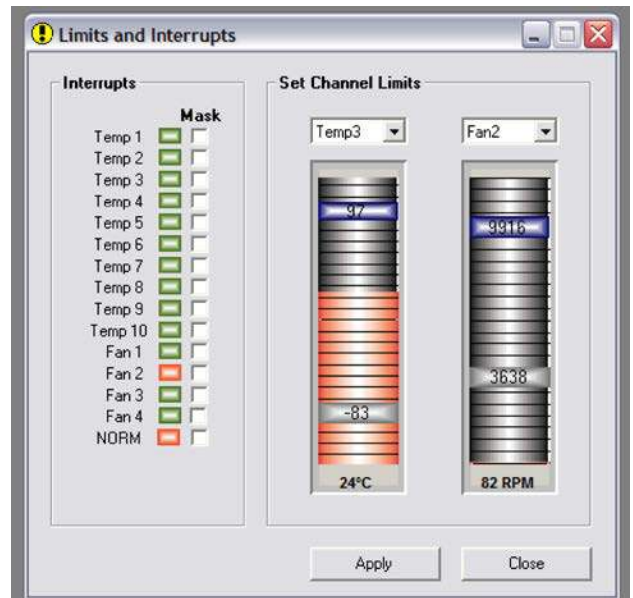 Limits and Interrupts
Interrupts
Mask
Temp 1
Temp 2
Temp 3
Temp 4
Temp 5
Temp 6
Temp 7
Temp 8
Temp 9
Temp 10
Fan 1
Fan 2
Fan 3
Fan 4
NORM
Set Channel Limits
Temp3
Fan2
97
9916
3638
-83
24°C
82 RPM
Apply
Close